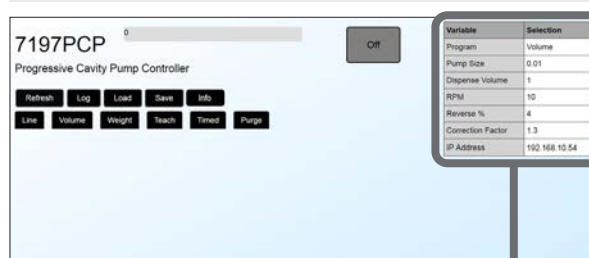 7197PCP
0
Off
Progressive Cavity Pump Controller
Refresh Log Load Save Info
Line Volume Weight Teach Timed Purge
Variable Selection
Program Volume
Pump Size 0.01
Dispense Volume 1
RPM 10
Reverse % 4
Correction Factor 1.3
IP Address 192.168.10.54